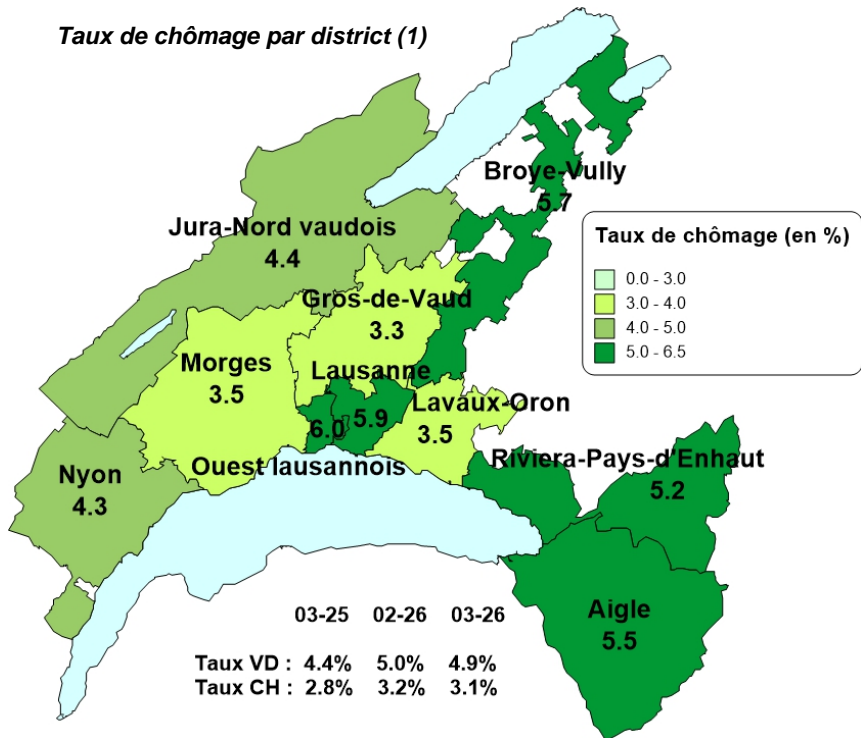 Taux de chômage par district (1)
Broye-Vully
5.7
Jura-Nord vaudois
4.4
Taux de chômage (en %)
0.0 - 3.0
3.0 - 4.0
4.0 - 5.0
5.0 - 6.5
Gros-de-Vaud
3.3
Morges
3.5
Lausanne
5.9
6.0
Ouest lausannois
Lavaux-Oron
3.5
Riviera-Pays-d'Enhaut
5.2
Nyon
4.3
Aigle
5.5
03-25 02-26 03-26
Taux VD : 4.4% 5.0% 4.9%
Taux CH : 2.8% 3.2% 3.1%